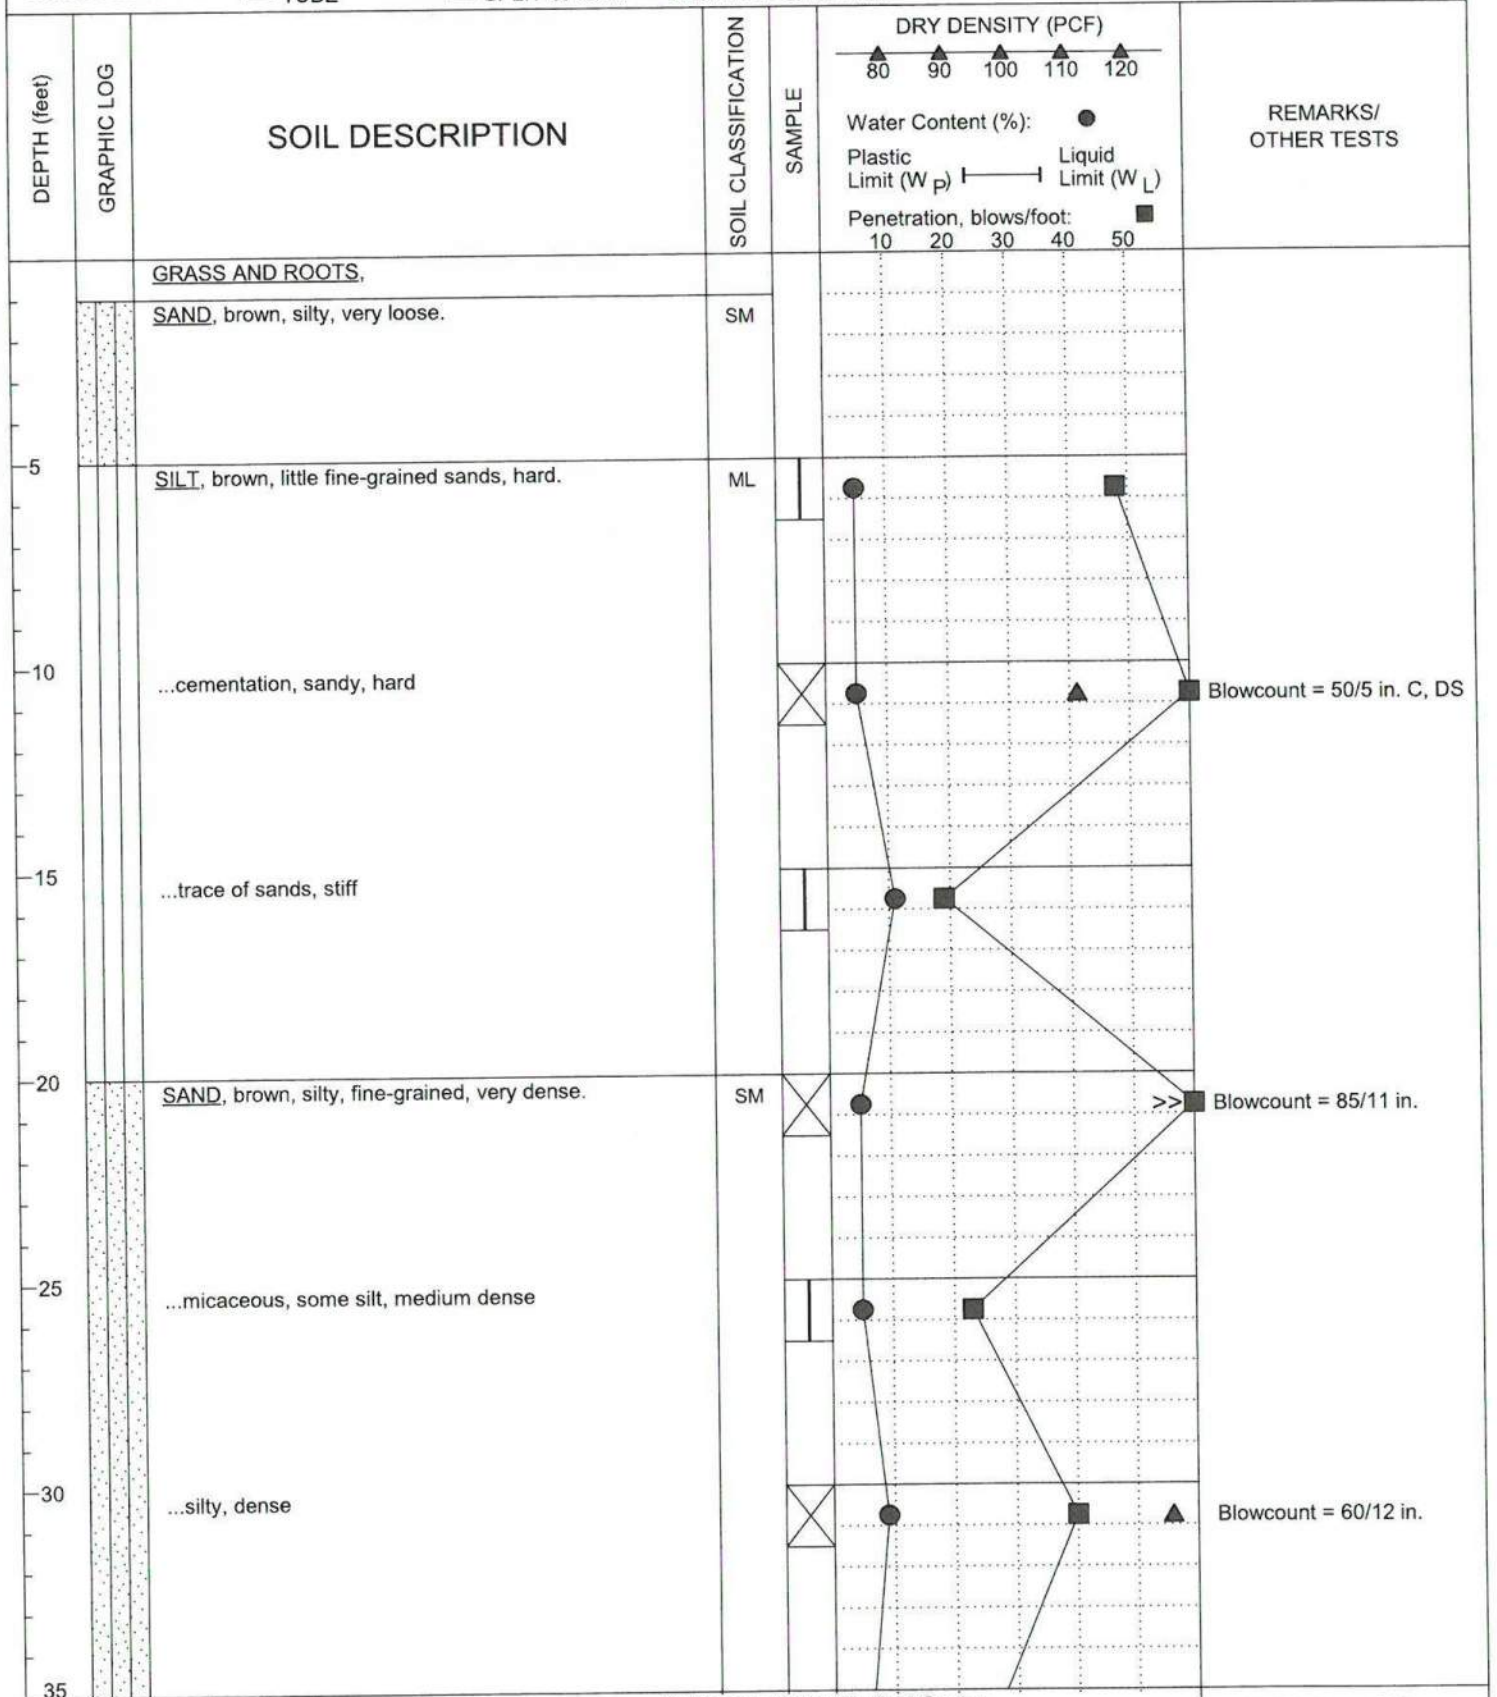 TUBE
DEPTH (feet)
GRAPHIC LOG
SOIL DESCRIPTION
SOIL CLASSIFICATION
SAMPLE
DRY DENSITY (PCF)
80 90 100 110 120
Water Content (%):
Plastic Limit (W P)
Liquid Limit (W L)
Penetration, blows/foot:
10 20 30 40 50
REMARKS/
OTHER TESTS
GRASS AND ROOTS,
SAND, brown, silty, very loose.
SM
5
SILT, brown, little fine-grained sands, hard.
ML
10
...cementation, sandy, hard
Blowcount = 50/5 in. C, DS
15
...trace of sands, stiff
20
SAND, brown, silty, fine-grained, very dense.
SM
>>
Blowcount = 85/11 in.
25
...micaceous, some silt, medium dense
30
...silty, dense
Blowcount = 60/12 in.
35